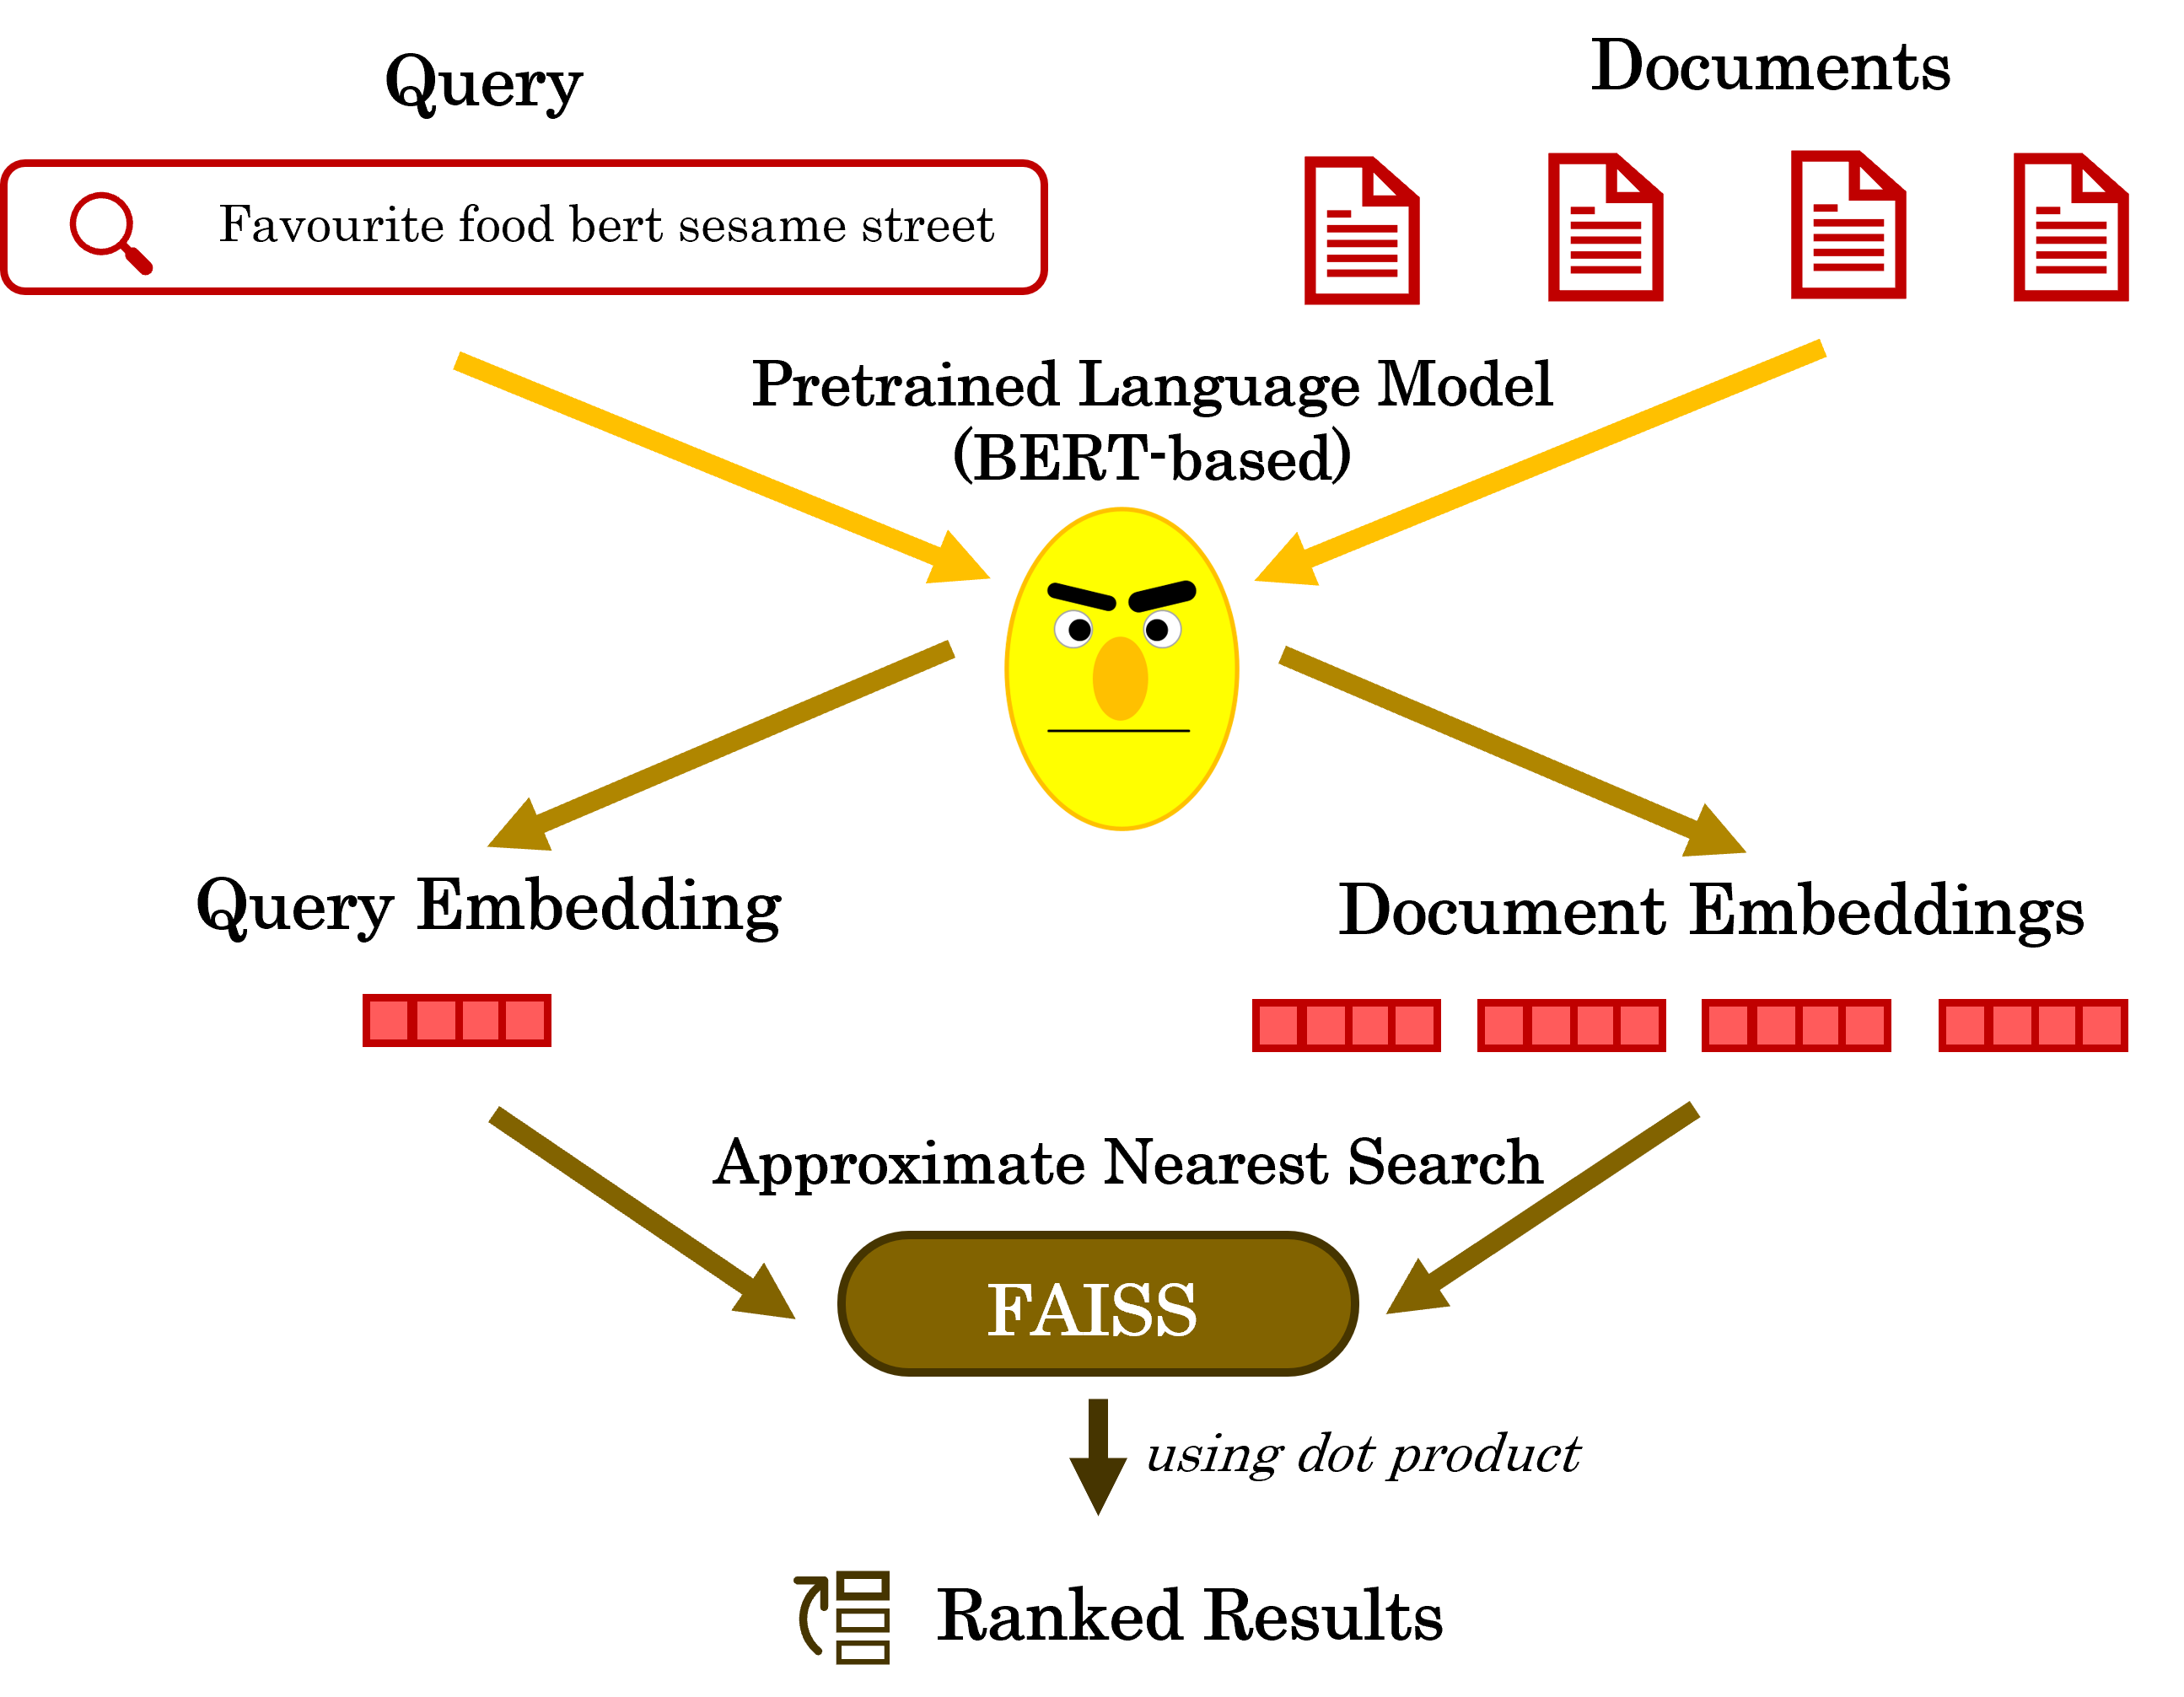 Query
Documents
Favourite food bert sesame street
Pretrained Language Model
(BERT-based)
Query Embedding
Document Embeddings
Approximate Nearest Search
FAISS
using dot product
Ranked Results